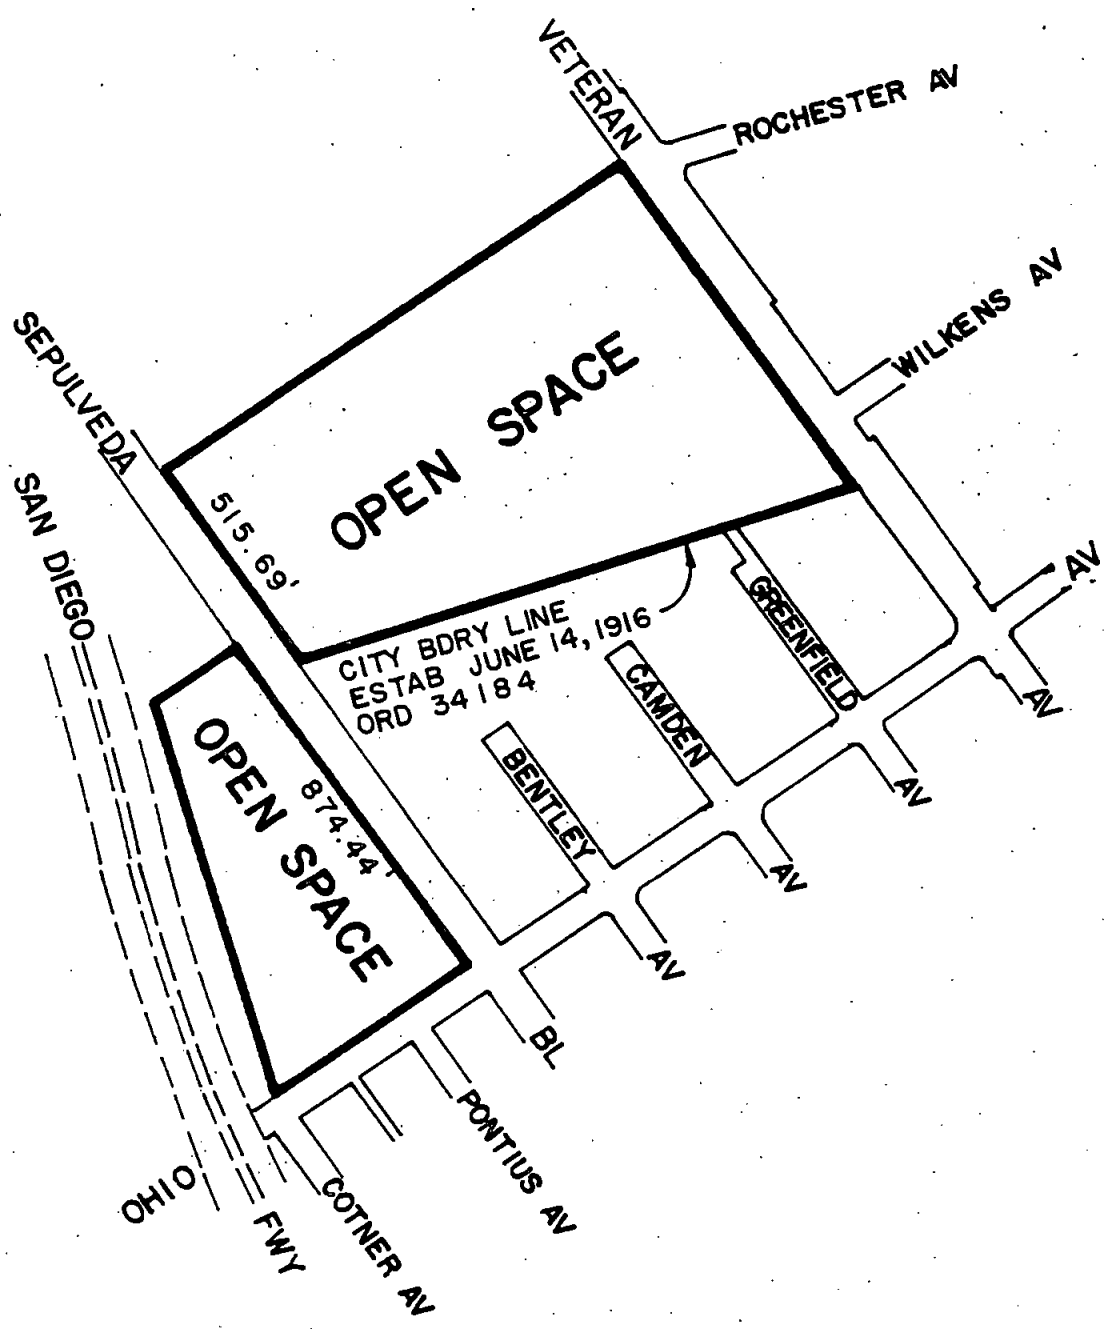 VETERAN
ROCHESTER AV
WILKENS AV
SEPULVEDA
OPEN SPACE
515.69'
SAN DIEGO
CITY BDRY LINE
ESTAB JUNE 14, 1916
ORD 34184
GREENFIELD
CAMDEN
BENTLEY
AV
AV
AV
AV
AV
OPEN SPACE
874.44'
BL
PONTIUS AV
COTNER AV
OHIO
FWY